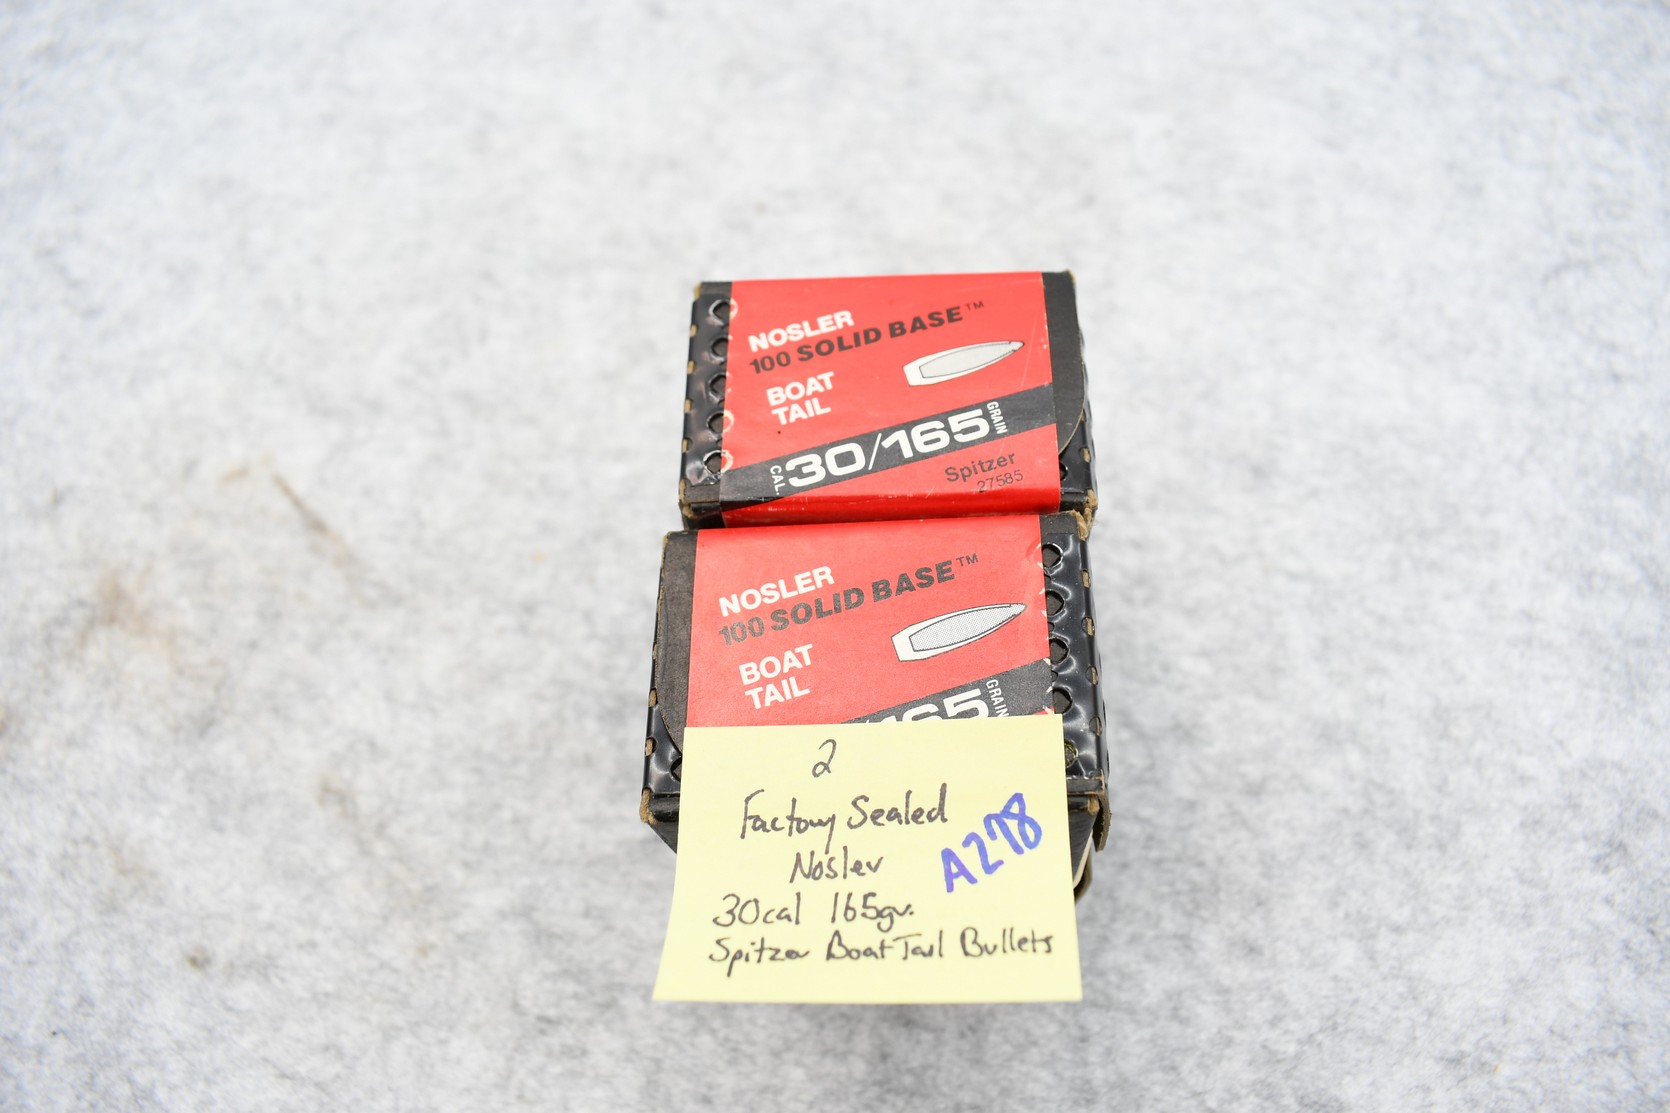 NOSLER
100 SOLID BASE™
BOAT
TAIL
CAL. 30/165 GRAIN
Spitzer
27585
NOSLER
100 SOLID BASE™
BOAT
TAIL
/165 GRAIN
2
Factory Sealed
Nosler
A278
30cal 165gr.
Spitzer Boat Tail Bullets